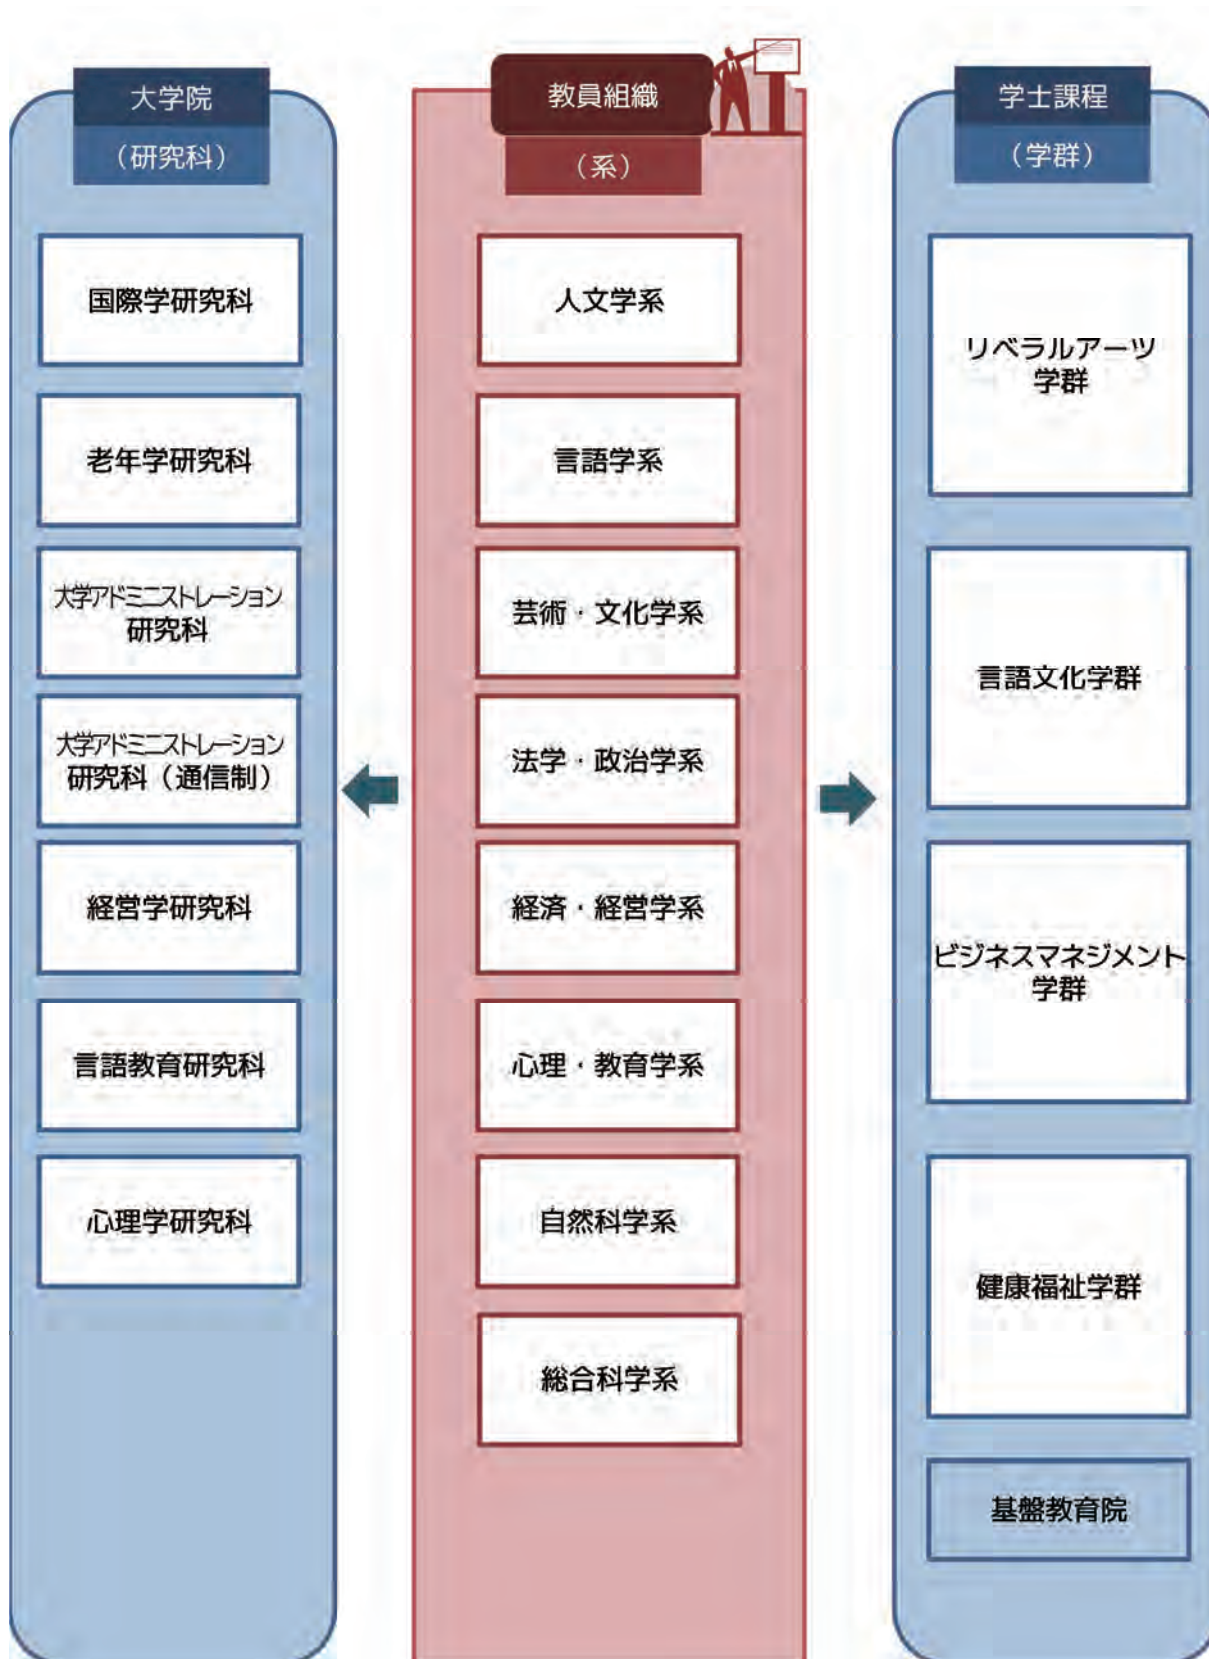 大学院
（研究科）
国際学研究科
老年学研究科
大学アドミニストレーション
研究科
大学アドミニストレーション
研究科（通信制）
経営学研究科
言語教育研究科
心理学研究科
教員組織
（系）
人文学系
言語学系
芸術・文化学系
法学・政治学系
経済・経営学系
心理・教育学系
自然科学系
総合科学系
学士課程
（学群）
リベラルアーツ
学群
言語文化学群
ビジネスマネジメント
学群
健康福祉学群
基盤教育院